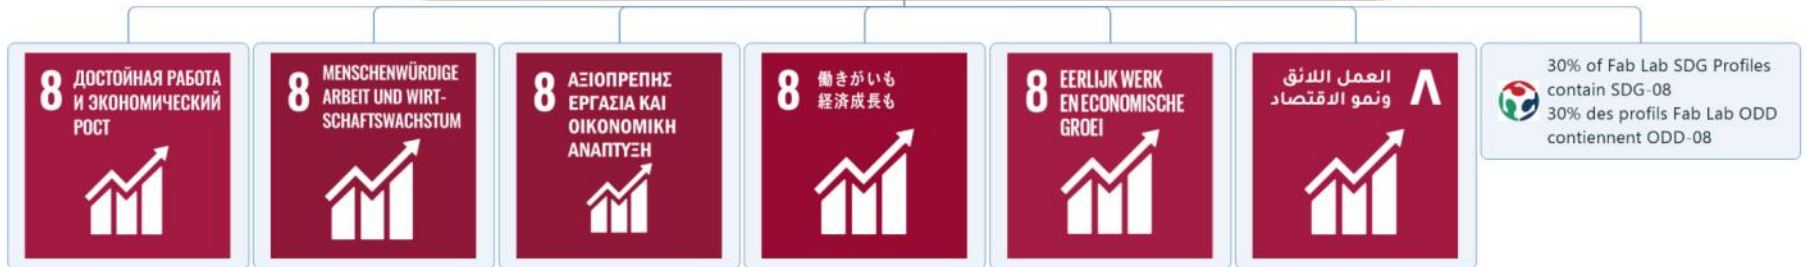 8 ДОСТОЙНАЯ РАБОТА
И ЭКОНОМИЧЕСКИЙ
РОСТ
8 MENSCHENWÜRDIGE
ARBEIT UND WIRT-
SCHAFTSWACHSTUM
8 ΑΞΙΟΠΡΕΠΗΣ
ΕΡΓΑΣΙΑ ΚΑΙ
ΟΙΚΟΝΟΜΙΚΗ
ΑΝΑΠΤΥΞΗ
8 働きがいも
経済成長も
8 EERLIJK WERK
EN ECONOMISCHE
GROEI
٨ العمل اللائق
ونمو الاقتصاد
30% of Fab Lab SDG Profiles
contain SDG-08
30% des profils Fab Lab ODD
contiennent ODD-08